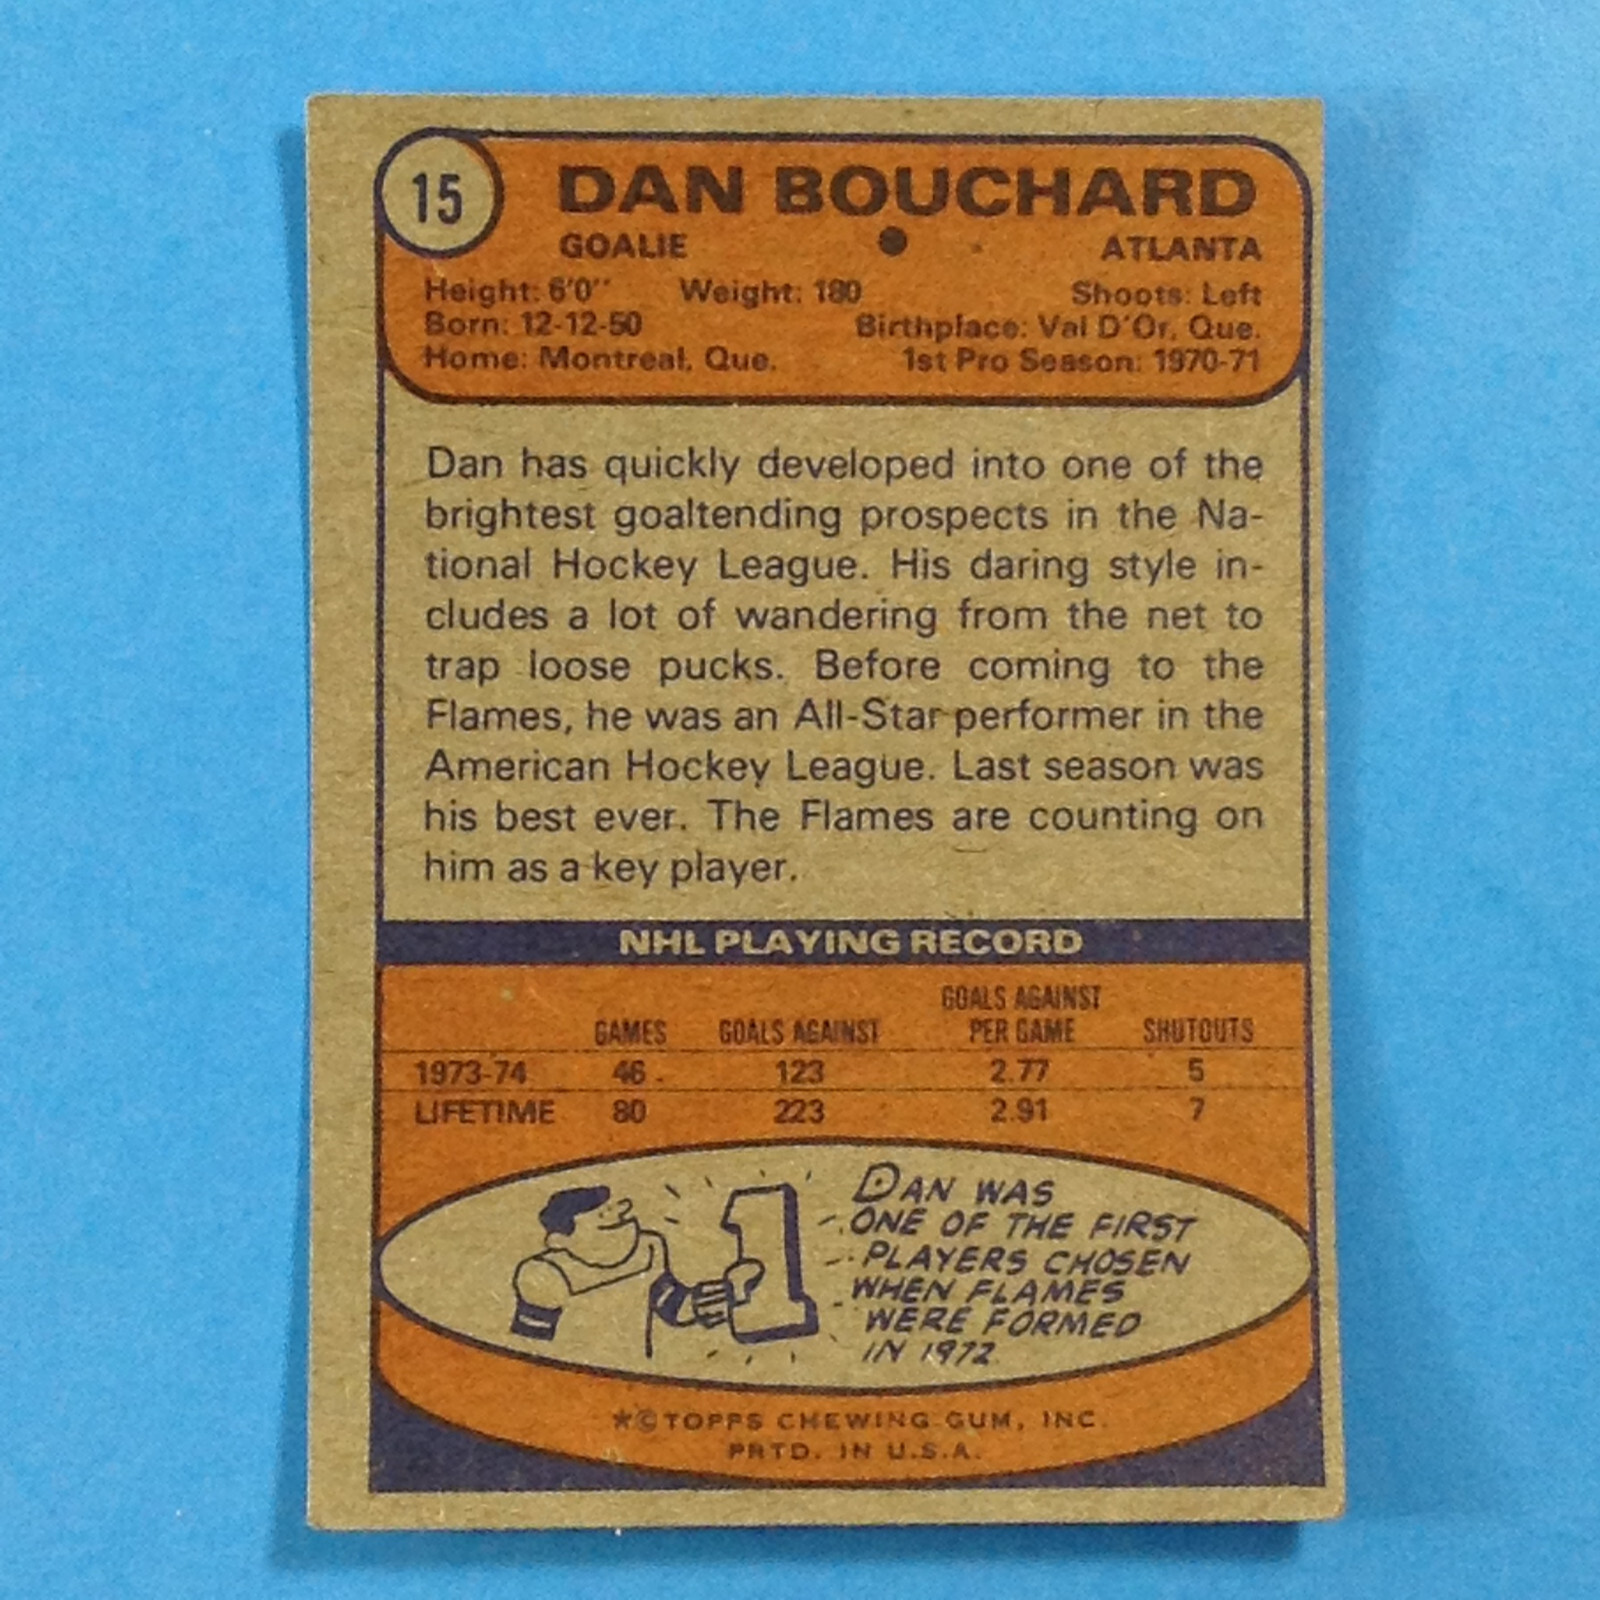 15
DAN BOUCHARD
GOALIE ● ATLANTA
Height: 6'0" Weight: 180 Shoots: Left
Born: 12-12-50 Birthplace: Val D'Or, Que.
Home: Montreal, Que. 1st Pro Season: 1970-71
Dan has quickly developed into one of the
brightest goaltending prospects in the Na-
tional Hockey League. His daring style in-
cludes a lot of wandering from the net to
trap loose pucks. Before coming to the
Flames, he was an All-Star performer in the
American Hockey League. Last season was
his best ever. The Flames are counting on
him as a key player.
NHL PLAYING RECORD
GAMES GOALS AGAINST GOALS AGAINST PER GAME SHUTOUTS
1973-74 46 123 2.77 5
LIFETIME 80 223 2.91 7
1
DAN WAS
ONE OF THE FIRST
PLAYERS CHOSEN
WHEN FLAMES
WERE FORMED
IN 1972
★©TOPPS CHEWING GUM, INC.
PRTD. IN U.S.A.